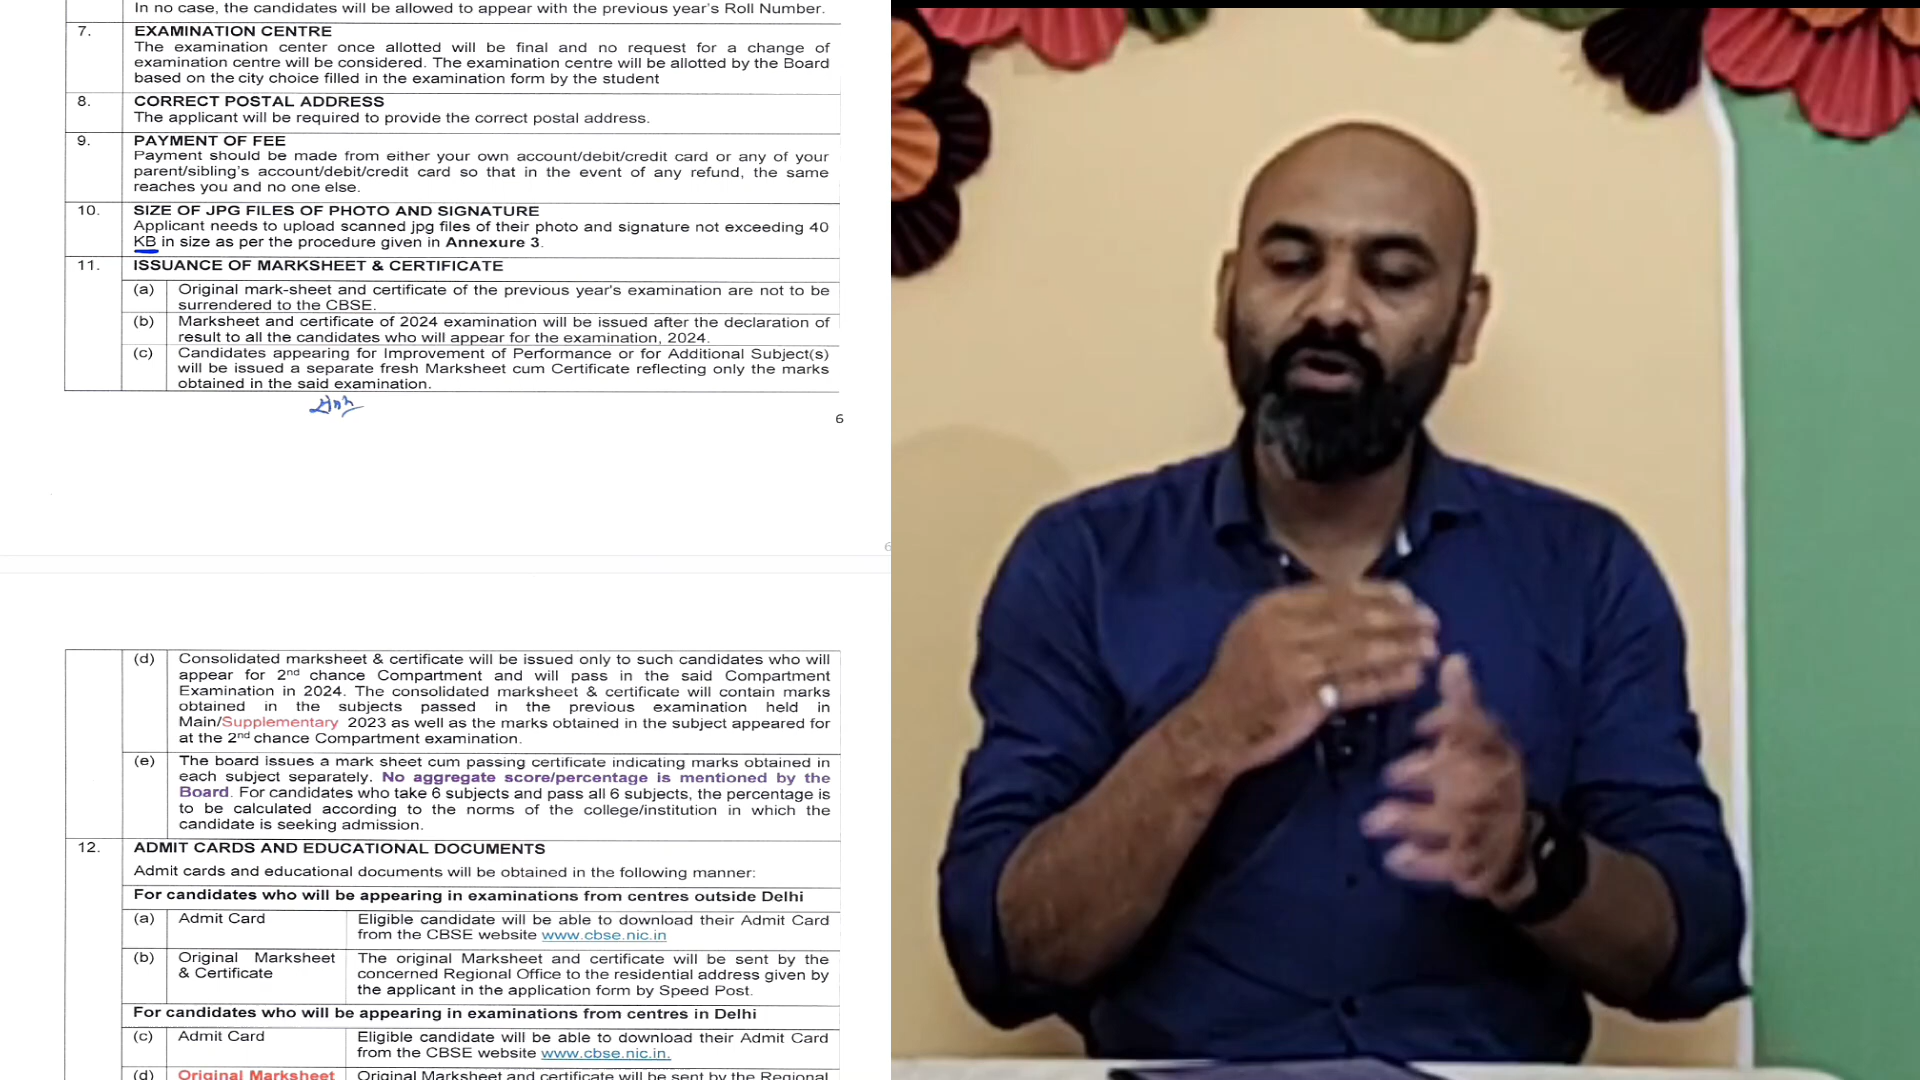 In no case, the candidates will be allowed to appear with the previous year's Roll Number.
7. EXAMINATION CENTRE
The examination center once allotted will be final and no request for a change of
examination centre will be considered. The examination centre will be allotted by the Board
based on the city choice filled in the examination form by the student
8. CORRECT POSTAL ADDRESS
The applicant will be required to provide the correct postal address.
9. PAYMENT OF FEE
Payment should be made from either your own account/debit/credit card or any of your
parent/sibling's account/debit/credit card so that in the event of any refund, the same
reaches you and no one else.
10. SIZE OF JPG FILES OF PHOTO AND SIGNATURE
Applicant needs to upload scanned jpg files of their photo and signature not exceeding 40
KB in size as per the procedure given in Annexure 3.
11. ISSUANCE OF MARKSHEET & CERTIFICATE
(a) Original mark-sheet and certificate of the previous year's examination are not to be
surrendered to the CBSE.
(b) Marksheet and certificate of 2024 examination will be issued after the declaration of
result to all the candidates who will appear for the examination, 2024.
(c) Candidates appearing for Improvement of Performance or for Additional Subject(s)
will be issued a separate fresh Marksheet cum Certificate reflecting only the marks
obtained in the said examination.
6
6
(d) Consolidated marksheet & certificate will be issued only to such candidates who will
appear for 2nd chance Compartment and will pass in the said Compartment
Examination in 2024. The consolidated marksheet & certificate will contain marks
obtained in the subjects passed in the previous examination held in
Main/Supplementary 2023 as well as the marks obtained in the subject appeared for
at the 2nd chance Compartment examination.
(e) The board issues a mark sheet cum passing certificate indicating marks obtained in
each subject separately. No aggregate score/percentage is mentioned by the
Board. For candidates who take 6 subjects and pass all 6 subjects, the percentage is
to be calculated according to the norms of the college/institution in which the
candidate is seeking admission.
12. ADMIT CARDS AND EDUCATIONAL DOCUMENTS
Admit cards and educational documents will be obtained in the following manner:
For candidates who will be appearing in examinations from centres outside Delhi
(a) Admit Card Eligible candidate will be able to download their Admit Card
from the CBSE website www.cbse.nic.in
(b) Original Marksheet The original Marksheet and certificate will be sent by the
& Certificate concerned Regional Office to the residential address given by
the applicant in the application form by Speed Post.
For candidates who will be appearing in examinations from centres in Delhi
(c) Admit Card Eligible candidate will be able to download their Admit Card
from the CBSE website www.cbse.nic.in.
(d) Original Marksheet Original Marksheet and certificate will be sent by the Regional